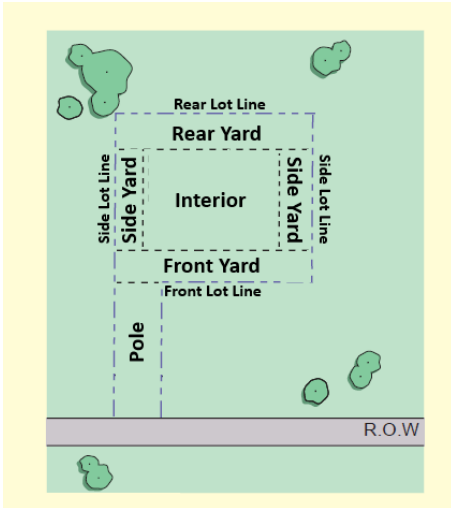 Rear Lot Line
Rear Yard
Side Lot Line
Side Yard
Interior
Side Yard
Side Lot Line
Front Yard
Front Lot Line
Pole
R.O.W